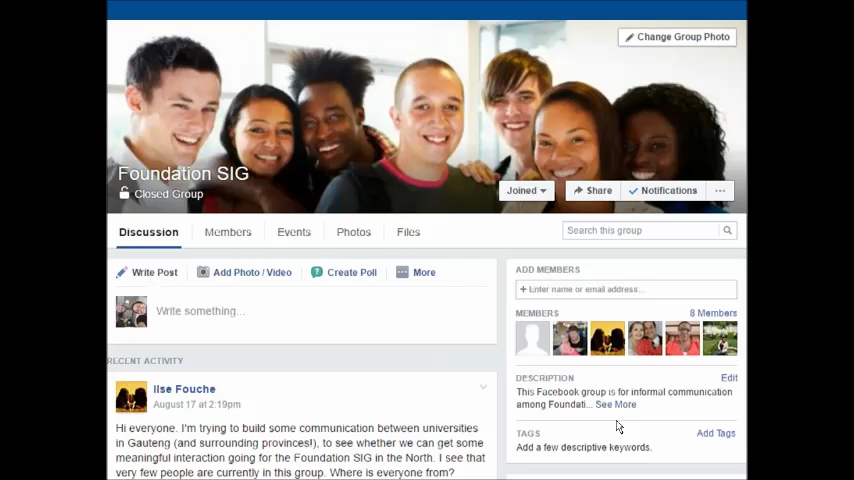 Change Group Photo
Foundation SIG
Closed Group
Joined
Share
Notifications
Discussion
Members
Events
Photos
Files
Search this group
Write Post
Add Photo / Video
Create Poll
More
Write something...
ADD MEMBERS
+ Enter name or email address...
MEMBERS
8 Members
DESCRIPTION
Edit
This Facebook group is for informal communication
among Foundati... See More
TAGS
Add Tags
Add a few descriptive keywords.
RECENT ACTIVITY
Ilse Fouche
August 17 at 2:19pm
Hi everyone. I'm trying to build some communication between universities
in Gauteng (and surrounding provinces!), to see whether we can get some
meaningful interaction going for the Foundation SIG in the North. I see that
very few people are currently in this group. Where is everyone from?